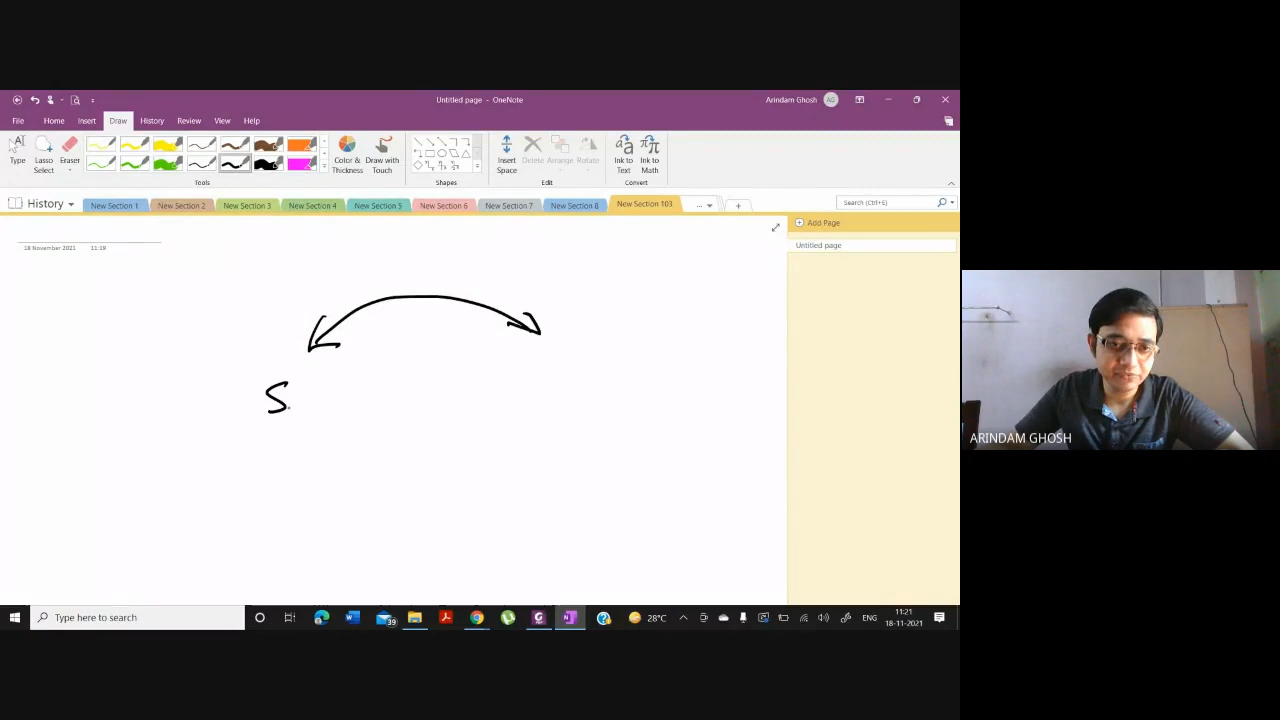 Untitled page - OneNote
Arindam Ghosh
AG
File
Home
Insert
Draw
History
Review
View
Help
Type
Lasso Select
Eraser
Color & Thickness
Draw with Touch
Insert Space
Delete
Arrange
Rotate
Ink to Text
Ink to Math
Tools
Shapes
Edit
Convert
History
New Section 1
New Section 2
New Section 3
New Section 4
New Section 5
New Section 6
New Section 7
New Section 8
New Section 103
...
Search (Ctrl+E)
Add Page
Untitled page
18 November 2021
11:19
S
ARINDAM GHOSH
Type here to search
39
28°C
ENG
11:21
18-11-2021